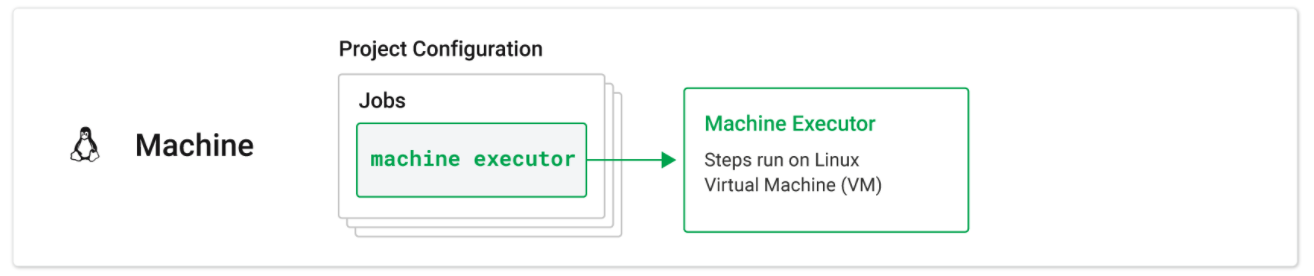 Project Configuration
Jobs
Machine
machine executor
Machine Executor
Steps run on Linux
Virtual Machine (VM)